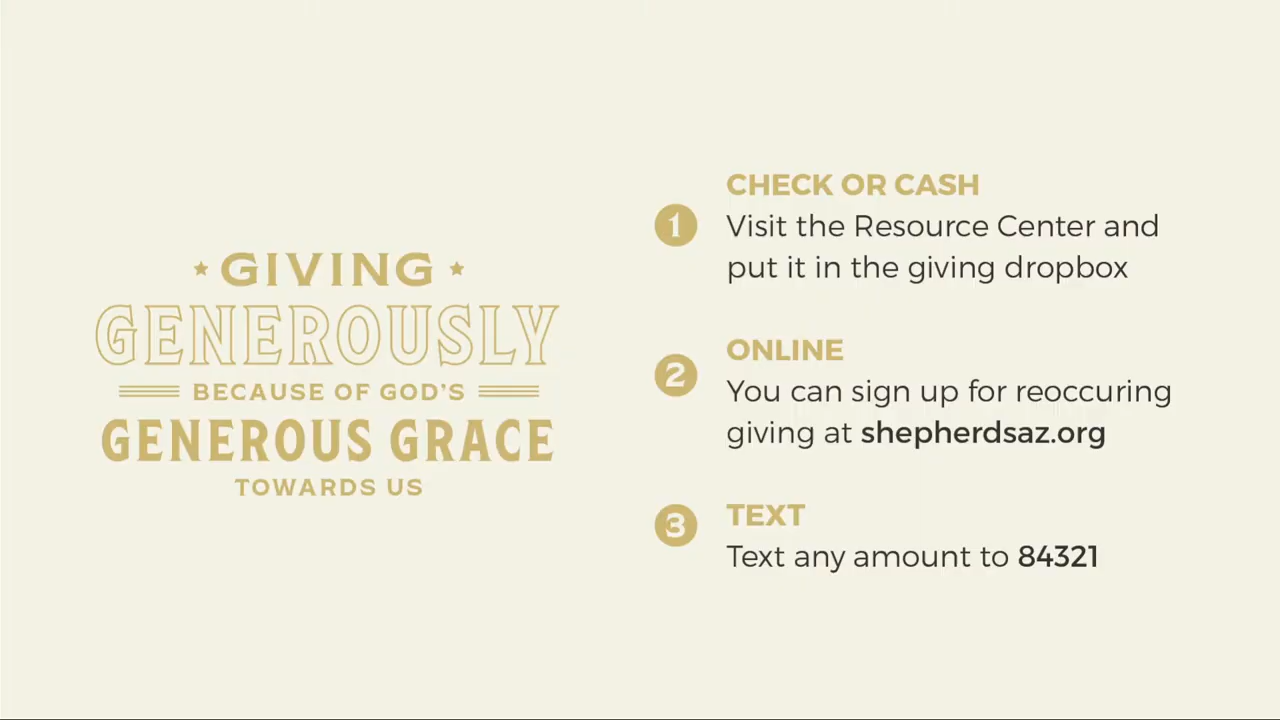 GIVING
GENEROUSLY
BECAUSE OF GOD'S
GENEROUS GRACE
TOWARDS US
1
CHECK OR CASH
Visit the Resource Center and
put it in the giving dropbox
2
ONLINE
You can sign up for reoccuring
giving at shepherdsaz.org
3
TEXT
Text any amount to 84321